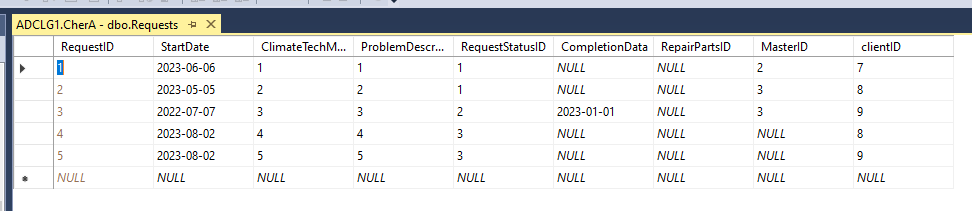 ADCLG1.CherA - dbo.Requests
RequestID StartDate ClimateTechM... ProblemDescr... RequestStatusID CompletionData RepairPartsID MasterID clientID
1 2023-06-06 1 1 1 NULL NULL 2 7
2 2023-05-05 2 2 1 NULL NULL 3 8
3 2022-07-07 3 3 2 2023-01-01 NULL 3 9
4 2023-08-02 4 4 3 NULL NULL NULL 8
5 2023-08-02 5 5 3 NULL NULL NULL 9
NULL NULL NULL NULL NULL NULL NULL NULL NULL